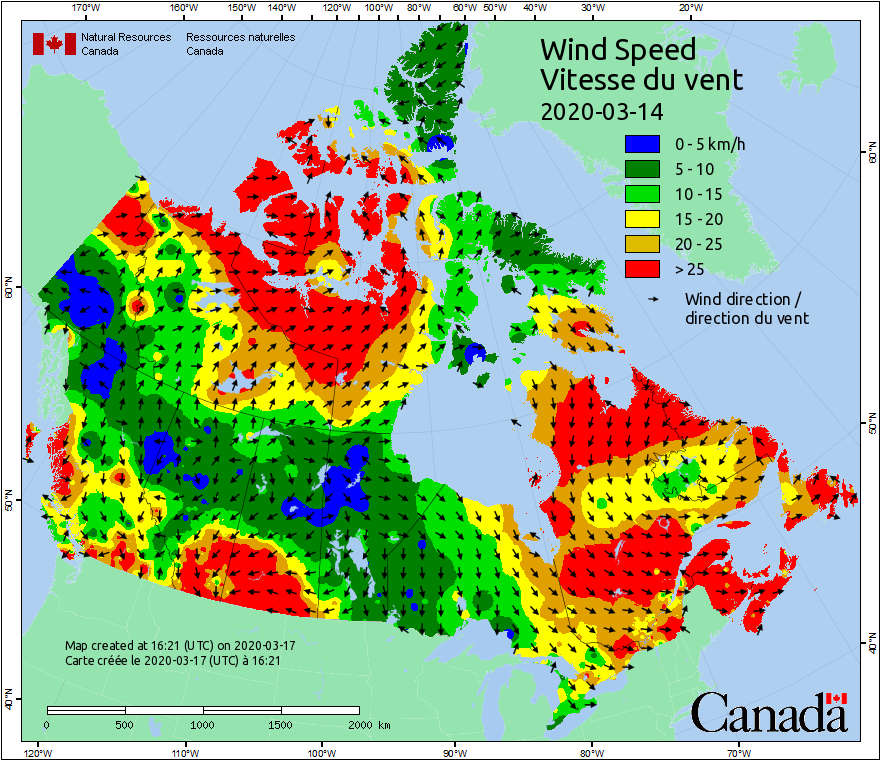 170°W 160°W 150°W 140°W 130°W 120°W 110°W 100°W 80°W 60°W 50°W 40°W 30°W 20°W
Natural Resources Ressources naturelles
Canada Canada
Wind Speed
Vitesse du vent
2020-03-14
0 - 5 km/h
5 - 10
10 - 15
15 - 20
20 - 25
> 25
Wind direction /
direction du vent
60°N
60°N
50°N
50°N
40°N
40°N
Map created at 16:21 (UTC) on 2020-03-17
Carte créée le 2020-03-17 (UTC) à 16:21
0 500 1000 1500 2000 km
Canada
120°W 110°W 100°W 90°W 80°W 70°W